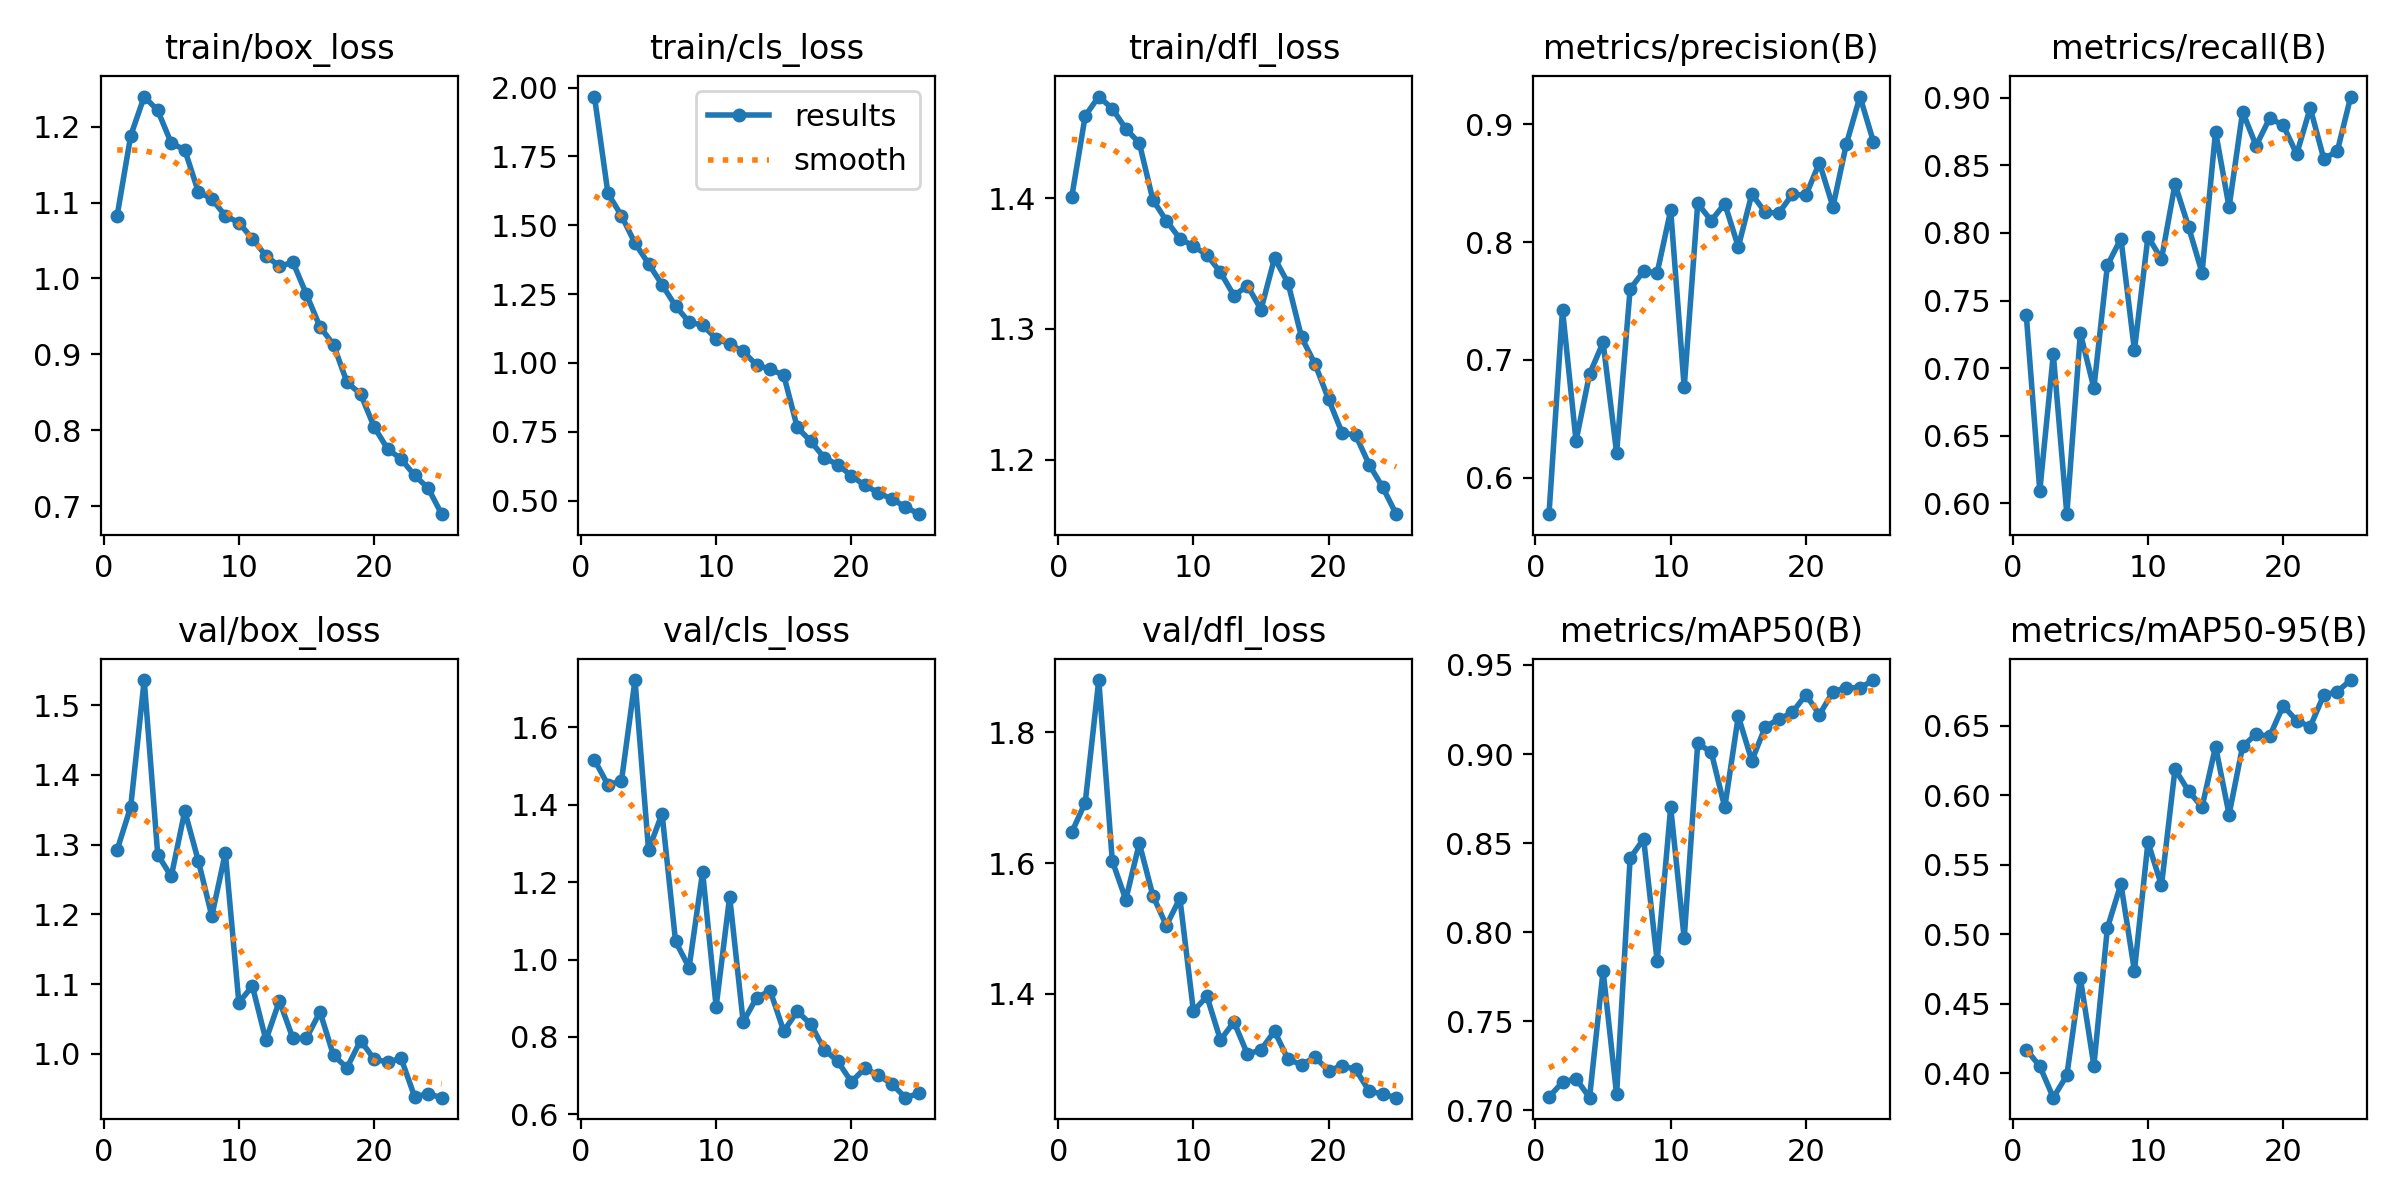 train/box_loss
1.2
1.1
1.0
0.9
0.8
0.7
0 10 20
train/cls_loss
results
smooth
2.00
1.75
1.50
1.25
1.00
0.75
0.50
0 10 20
train/dfl_loss
1.4
1.3
1.2
0 10 20
metrics/precision(B)
0.9
0.8
0.7
0.6
0 10 20
metrics/recall(B)
0.90
0.85
0.80
0.75
0.70
0.65
0.60
0 10 20
val/box_loss
1.5
1.4
1.3
1.2
1.1
1.0
0 10 20
val/cls_loss
1.6
1.4
1.2
1.0
0.8
0.6
0 10 20
val/dfl_loss
1.8
1.6
1.4
0 10 20
metrics/mAP50(B)
0.95
0.90
0.85
0.80
0.75
0.70
0 10 20
metrics/mAP50-95(B)
0.65
0.60
0.55
0.50
0.45
0.40
0 10 20